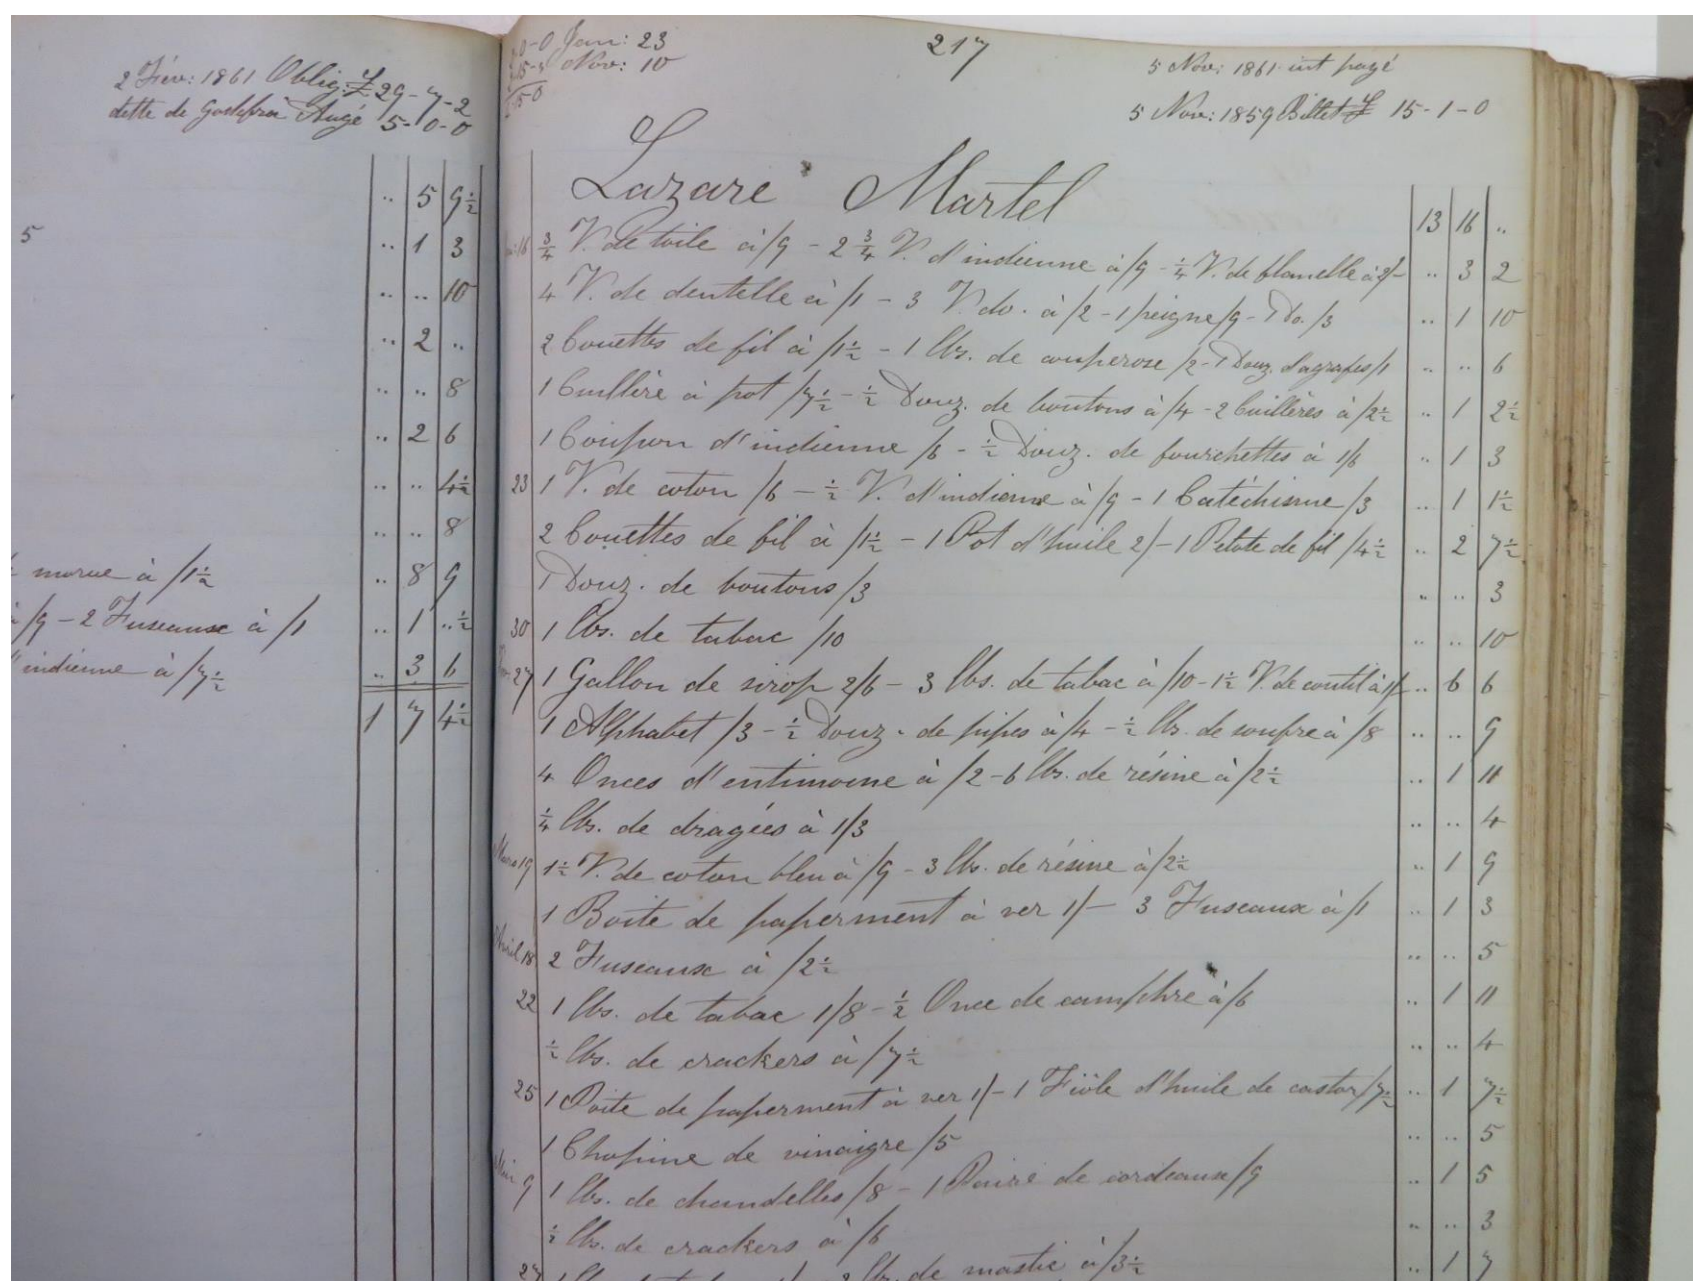 2 Fév: 1861 Oblig: £ 29-7-2
dette de Godefroi Augé 5-0-0
.. 5 9½
5
.. 1 3
.. .. 10
.. 2 ..
.. .. 8
.. 2 6
.. .. 4½
.. .. 8
morue à /1½ .. 8 9
à /9 - 2 Fuseaux à /1 .. 1 ..½
d'indienne à /7½ .. 3 6
1 7 4½
Jan: 23
Nov: 10
217
5 Nov: 1861 int payé
5 Nov: 1859 Billet £ 15-1-0
Lazare Martel
13 16 ..
16 ¾ V. de toile à /9 - 2¾ V. d'indienne à /9 - ¼ V. de flanelle à 2/- .. 3 2
4 V. de dentelle à /1 - 3 V. do. à /2 - 1 peigne /9 - 1 Do. /3 .. 1 10
2 Couettes de fil à /1½ - 1 lbs. de couperose /2 - 1 Douz. d'agrafes /1 .. .. 6
1 Cuillère à pot /7½ - ½ Douz. de boutons à /4 - 2 Cuillères à /2½ .. 1 2½
1 Coupon d'indienne /6 - ½ Douz. de fourchettes à 1/6 .. 1 3
23 1 V. de coton /6 - ½ V. d'indienne à /9 - 1 Catéchisme /3 .. 1 1½
2 Couettes de fil à /1½ - 1 Pot d'huile 2/- 1 Pelote de fil /4½ .. 2 7½
1 Douz. de boutons /3 .. .. 3
30 1 lbs. de tabac /10 .. .. 10
27 1 Gallon de sirop 2/6 - 3 lbs. de tabac à /10 - 1½ V. de coutil à 1/- .. 6 6
1 Alphabet /3 - ½ Douz. de pipes à /4 - ½ lbs. de soufre à /8 .. .. 9
4 Onces d'entimoine à /2 - 6 lbs. de résine à /2½ .. 1 11
¼ lbs. de dragées à 1/3 .. .. 4
Mars 19 1½ V. de coton bleu à /9 - 3 lbs. de résine à /2½ .. 1 9
1 Boite de paperment à ver 1/- 3 Fuseaux à /1 .. 1 3
Avril 18 2 Fuseaux à /2½ .. .. 5
22 1 lbs. de tabac 1/8 - ½ Once de camphre à /6 .. 1 11
½ lbs. de crackers à /7½ .. .. 4
25 1 Boite de paperment à ver 1/- 1 Fiôle d'huile de castor /7½ .. 1 7½
1 Chopine de vinaigre /5 .. .. 5
Mai 9 1 lbs. de chandelles /8 - 1 Paire de cordeaux /9 .. 1 5
½ lbs. de crackers à /6 .. .. 3
27 de mastic à /3½ .. 1 7